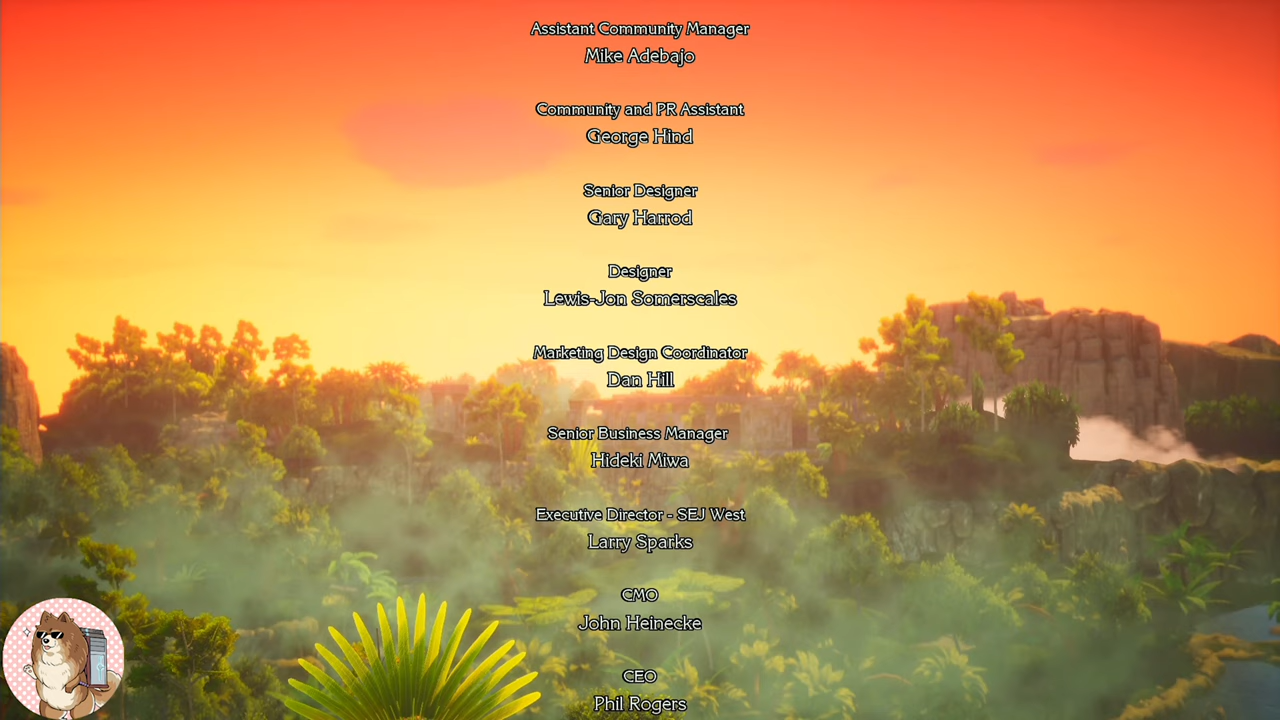 Assistant Community Manager
Mike Adebajo
Community and PR Assistant
George Hind
Senior Designer
Gary Harrod
Designer
Lewis-Jon Somerscales
Marketing Design Coordinator
Dan Hill
Senior Business Manager
Hideki Miwa
Executive Director - SEJ West
Larry Sparks
CMO
John Heinecke
CEO
Phil Rogers